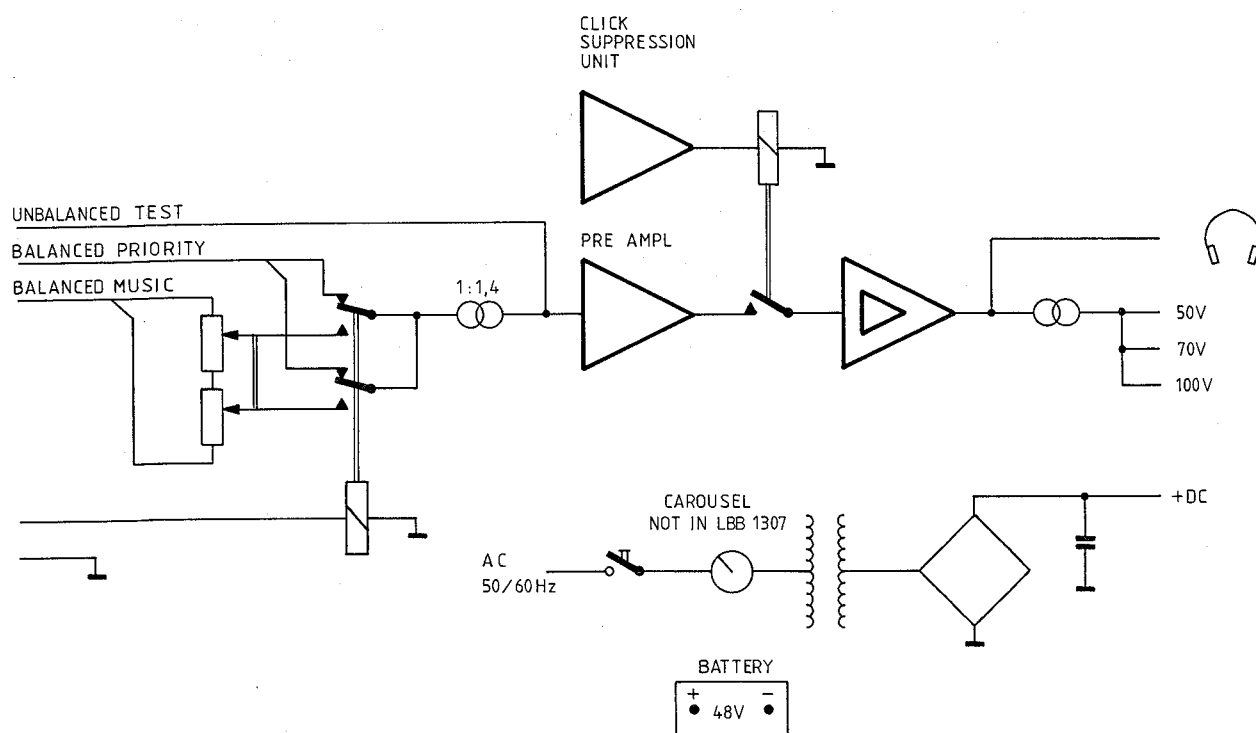 CLICK
SUPPRESSION
UNIT
UNBALANCED TEST
BALANCED PRIORITY
BALANCED MUSIC
1:1,4
PRE AMPL
50V
70V
100V
CAROUSEL
NOT IN LBB 1307
+DC
AC
50/60Hz
BATTERY
+ −
48V